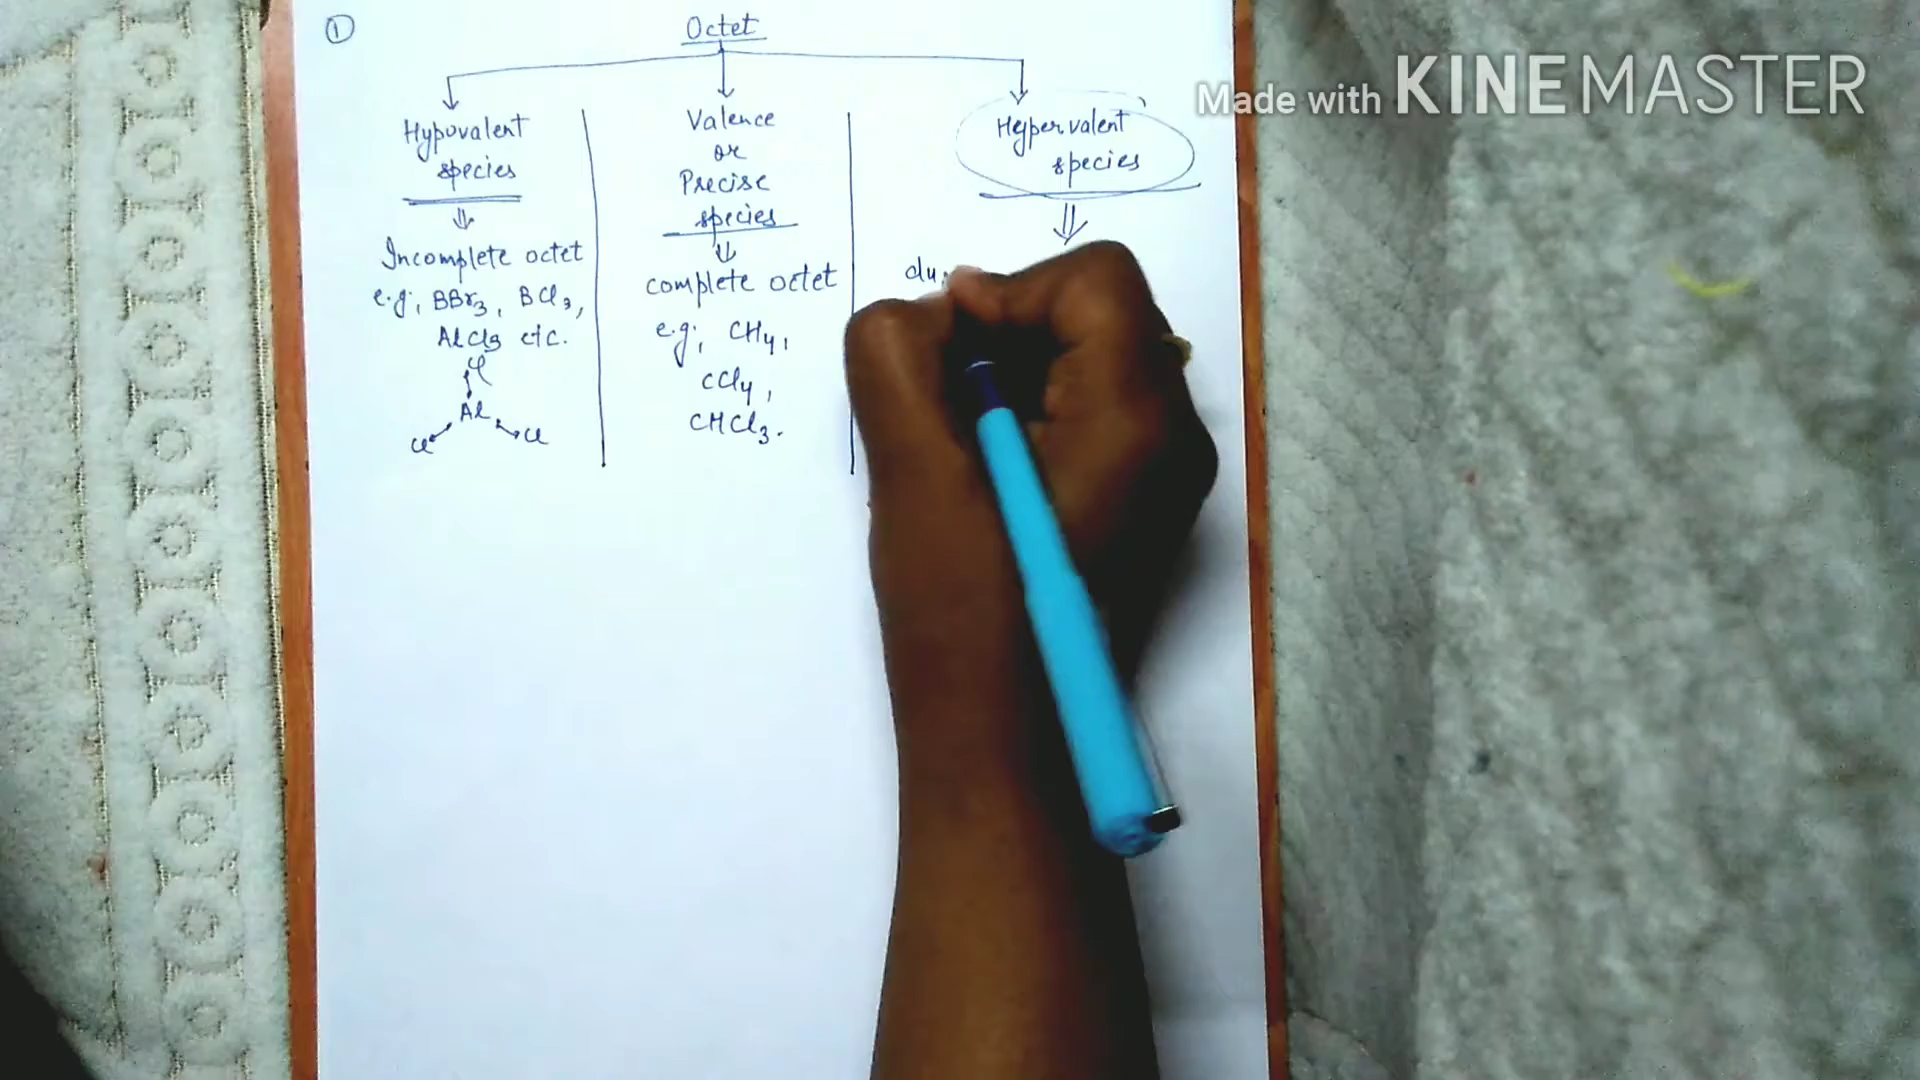 ①
Octet
Hypovalent
species
⇓
Incomplete octet
e.g; BBr3, BCl3,
AlCl3 etc.
Cl
Al
Cl Cl
Valence
or
Precise
species
⇓
complete octet
e.g; CH4,
CCl4,
CHCl3.
Hypervalent
species
⇓
Made with KINEMASTER